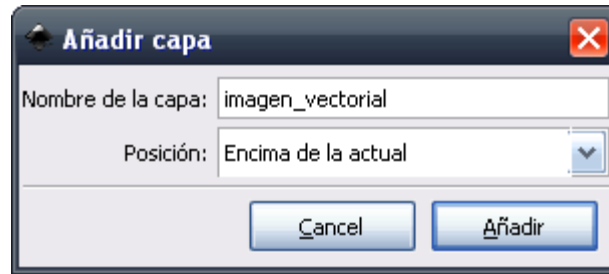 Añadir capa
Nombre de la capa: imagen_vectorial
Posición: Encima de la actual
Cancel Añadir